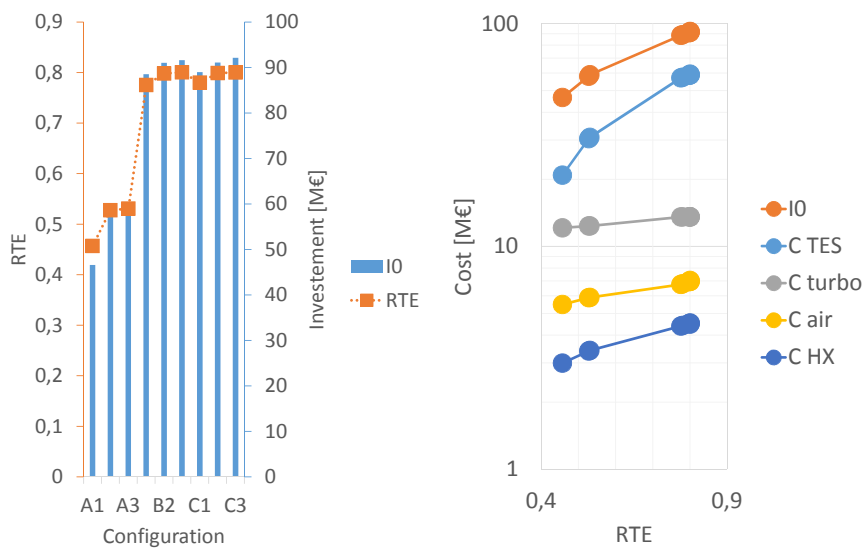 0,9
0,8
0,7
0,6
0,5
0,4
0,3
0,2
0,1
0
RTE
100
90
80
70
60
50
40
30
20
10
0
Investement [M€]
A1 A3 B2 C1 C3
Configuration
I0
RTE
100
10
1
Cost [M€]
0,4 0,9
RTE
I0
C TES
C turbo
C air
C HX